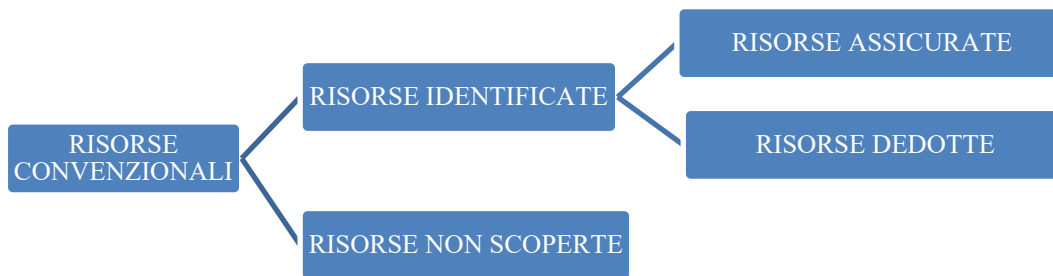 RISORSE ASSICURATE
RISORSE IDENTIFICATE
RISORSE
CONVENZIONALI
RISORSE DEDOTTE
RISORSE NON SCOPERTE